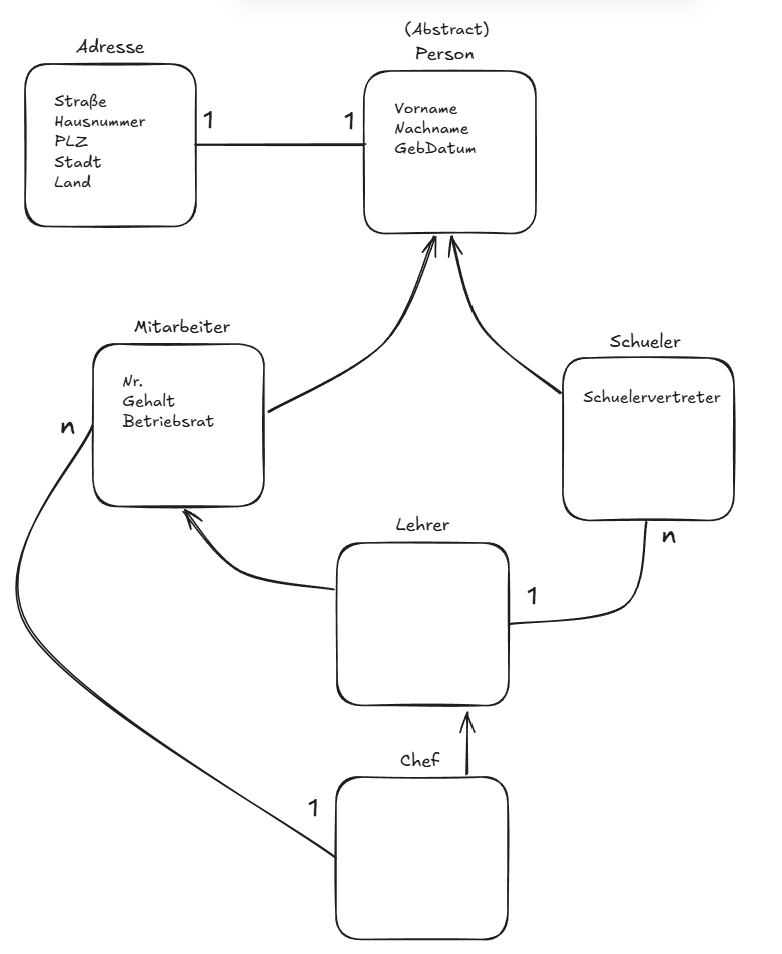 (Abstract)
Person
Adresse
Straße
Hausnummer
PLZ
Stadt
Land
1
1
Vorname
Nachname
GebDatum
Mitarbeiter
Nr.
Gehalt
Betriebsrat
n
Schueler
Schuelervertreter
n
Lehrer
1
Chef
1